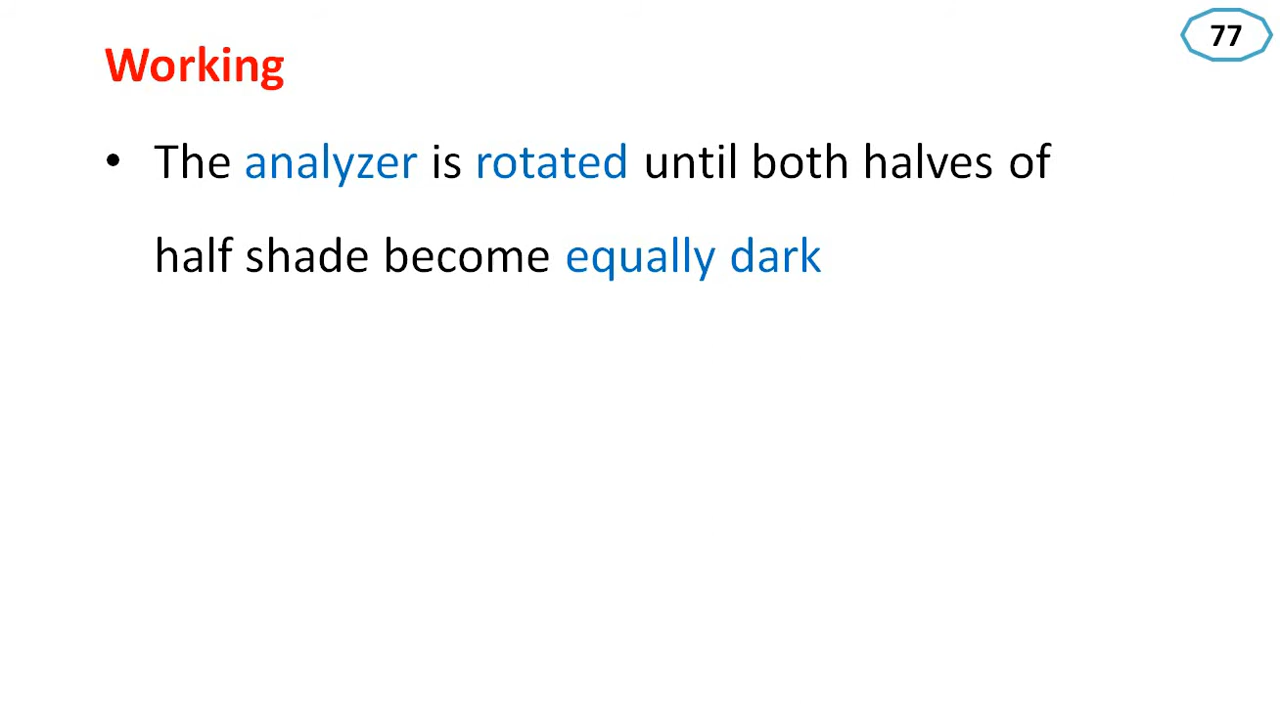 77
Working
• The analyzer is rotated until both halves of
half shade become equally dark